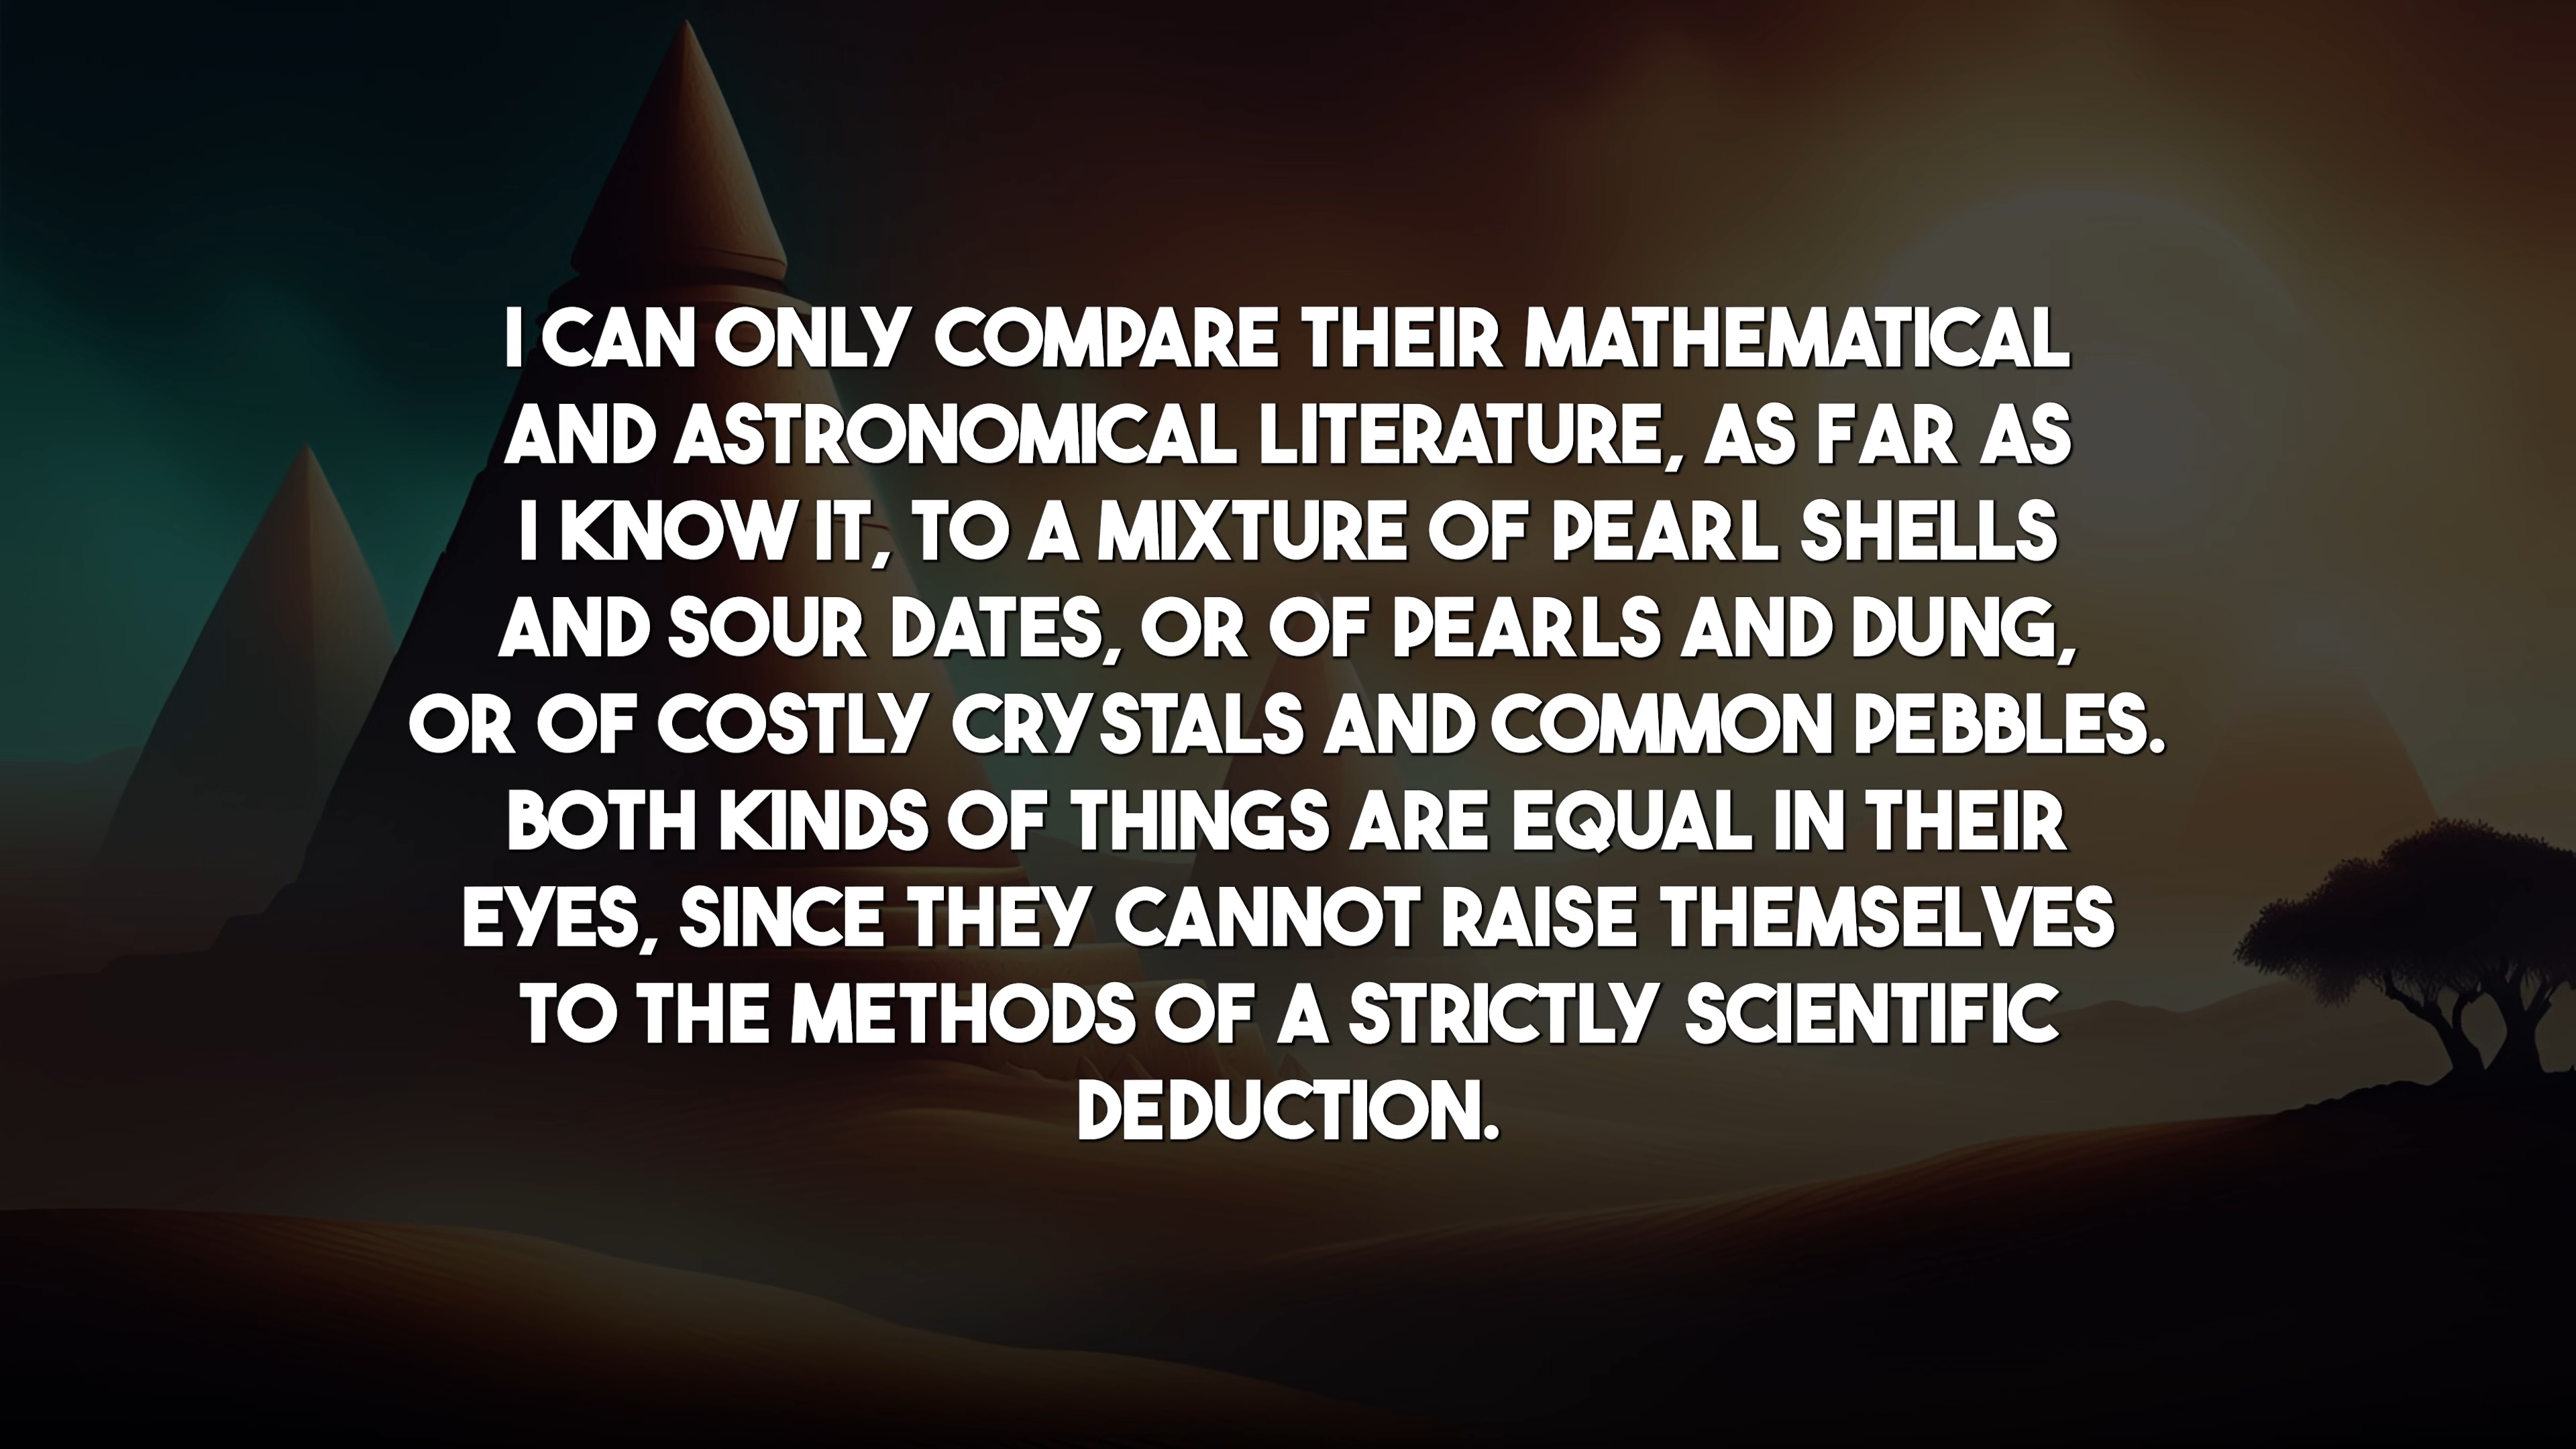 I CAN ONLY COMPARE THEIR MATHEMATICAL
AND ASTRONOMICAL LITERATURE, AS FAR AS
I KNOW IT, TO A MIXTURE OF PEARL SHELLS
AND SOUR DATES, OR OF PEARLS AND DUNG,
OR OF COSTLY CRYSTALS AND COMMON PEBBLES.
BOTH KINDS OF THINGS ARE EQUAL IN THEIR
EYES, SINCE THEY CANNOT RAISE THEMSELVES
TO THE METHODS OF A STRICTLY SCIENTIFIC
DEDUCTION.